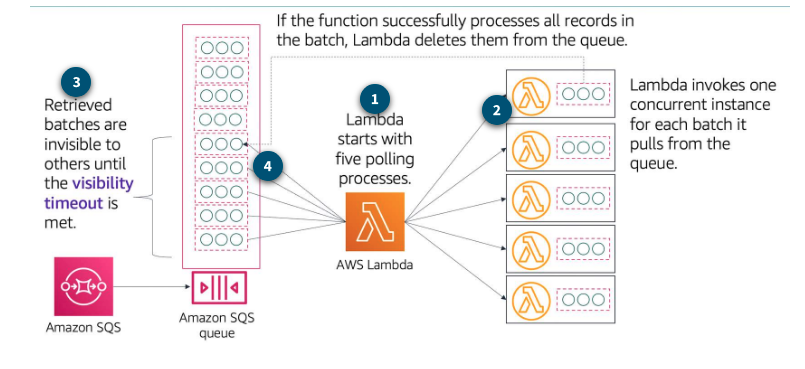 If the function successfully processes all records in
the batch, Lambda deletes them from the queue.
3
Retrieved
batches are
invisible to
others until
the visibility
timeout is
met.
1
Lambda
starts with
five polling
processes.
2
Lambda invokes one
concurrent instance
for each batch it
pulls from the
queue.
4
AWS Lambda
Amazon SQS
Amazon SQS
queue